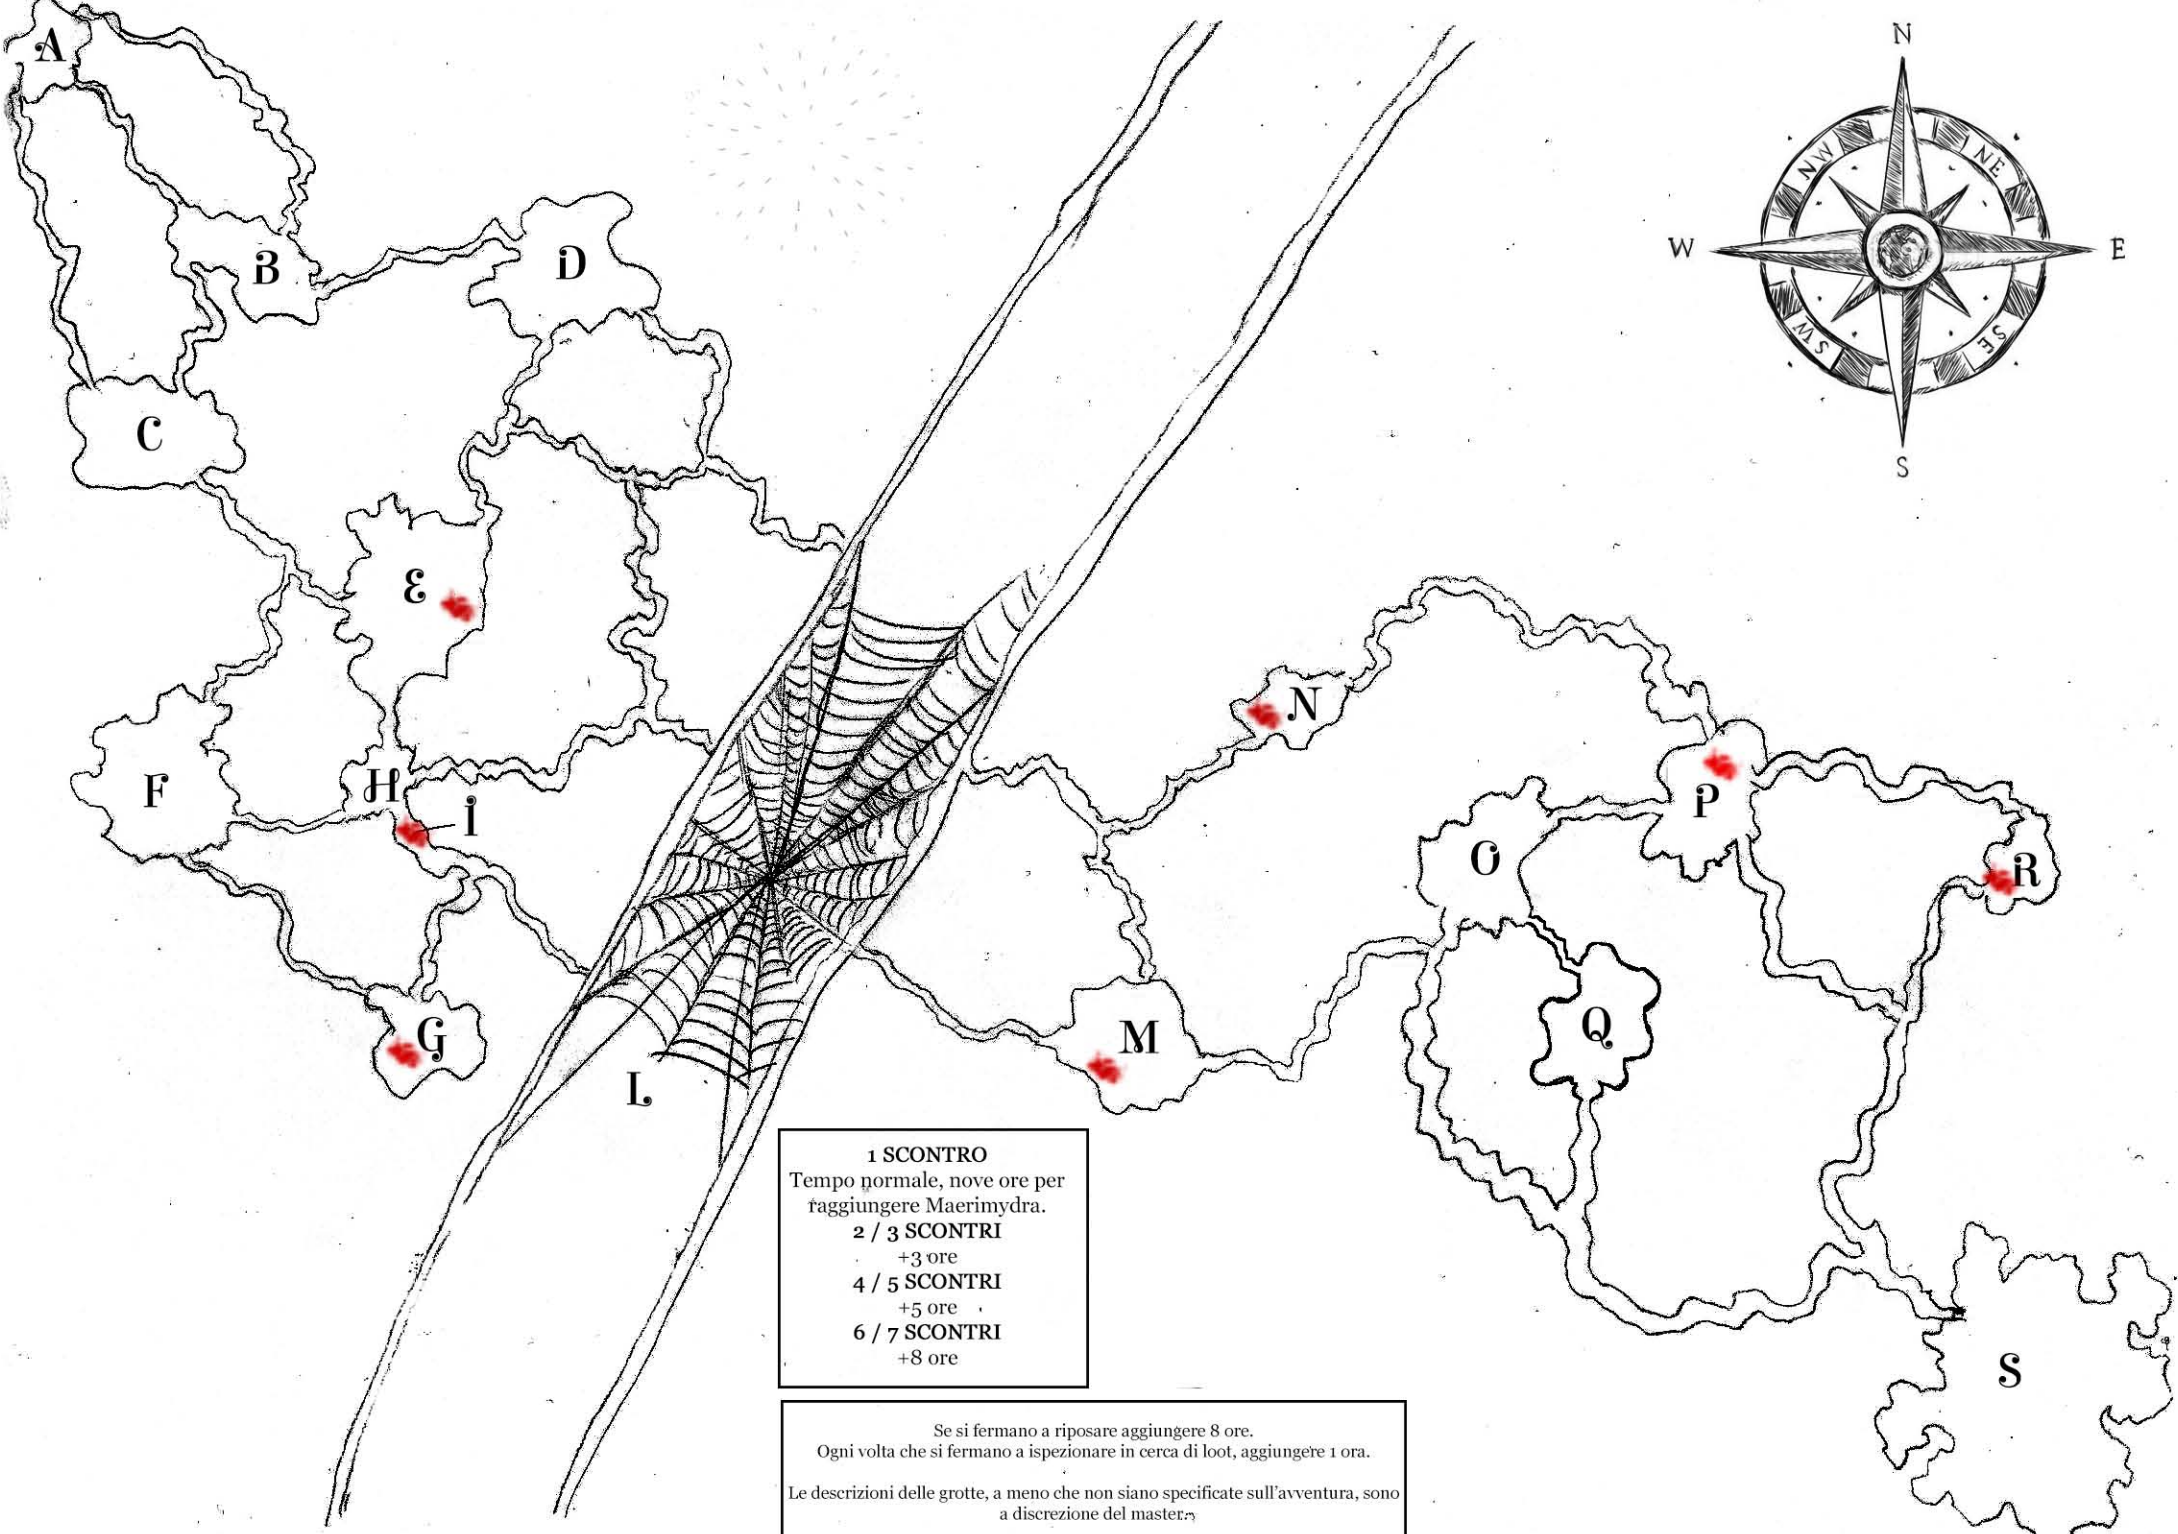 A
N
NW
NE
B
D
W
E
SW
SE
C
S
E
N
F
H
I
P
O
R
G
M
Q
L
1 SCONTRO
Tempo normale, nove ore per
raggiungere Maerimydra.
2 / 3 SCONTRI
+3 ore
4 / 5 SCONTRI
+5 ore
6 / 7 SCONTRI
+8 ore
S
Se si fermano a riposare aggiungere 8 ore.
Ogni volta che si fermano a ispezionare in cerca di loot, aggiungere 1 ora.
Le descrizioni delle grotte, a meno che non siano specificate sull'avventura, sono
a discrezione del master.